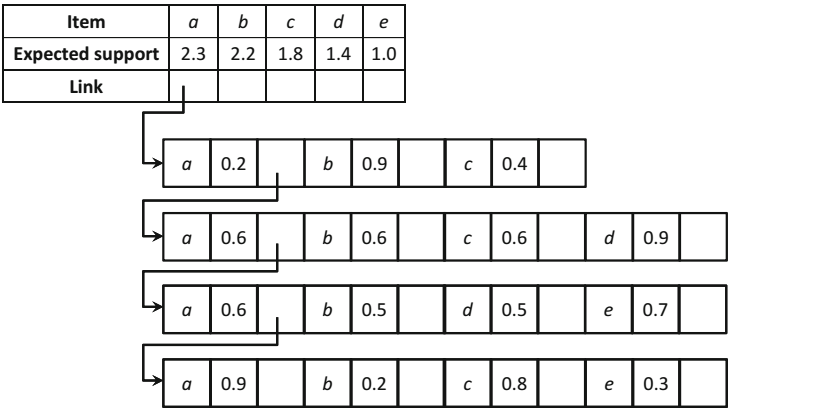 Item a b c d e
Expected support 2.3 2.2 1.8 1.4 1.0
Link
a 0.2 b 0.9 c 0.4
a 0.6 b 0.6 c 0.6 d 0.9
a 0.6 b 0.5 d 0.5 e 0.7
a 0.9 b 0.2 c 0.8 e 0.3